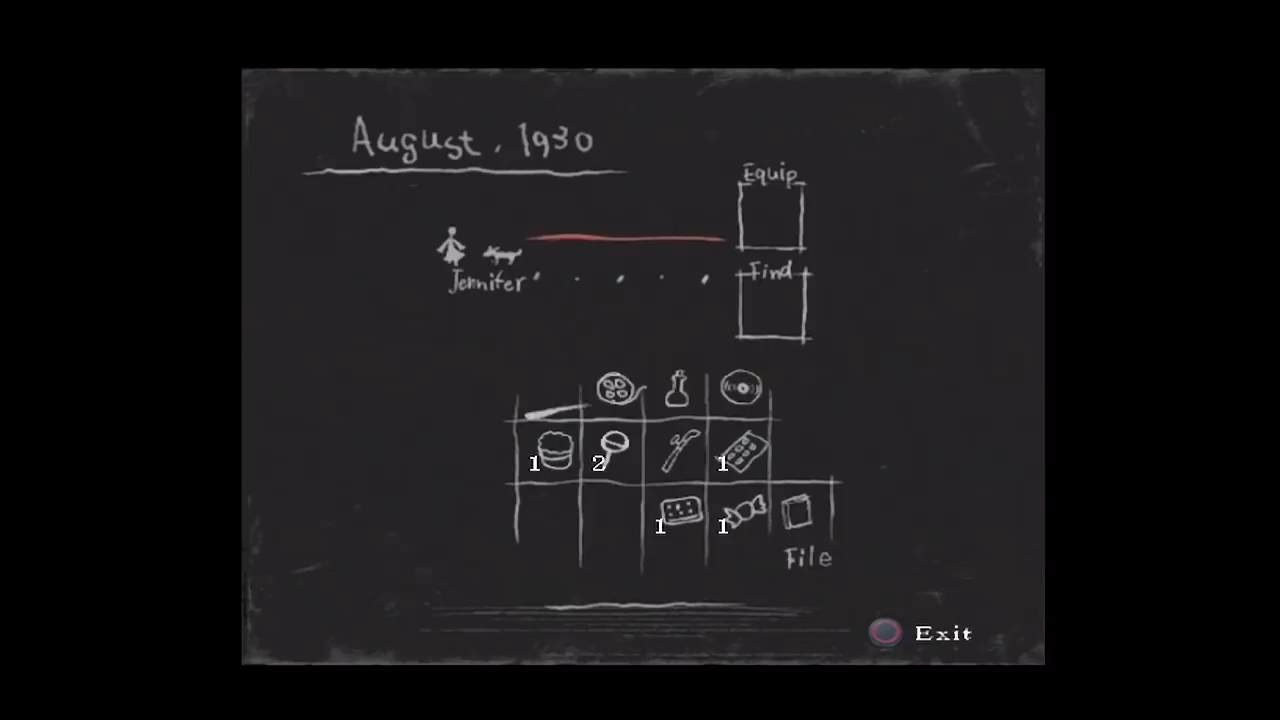 August, 1930
Equip
Find
Jennifer
1 2 1
1 1
File
Exit